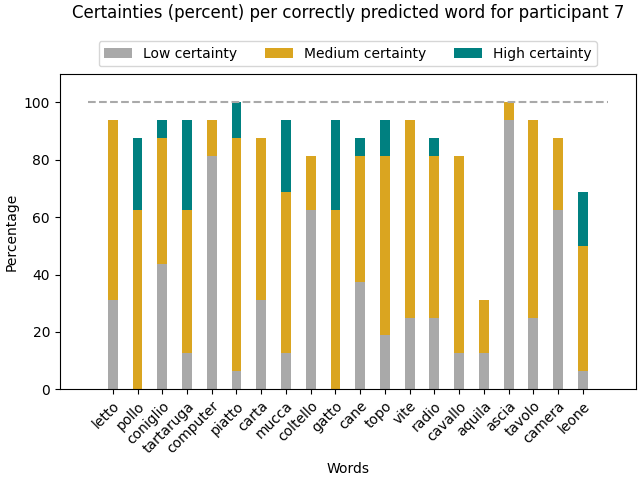 Certainties (percent) per correctly predicted word for participant 7
Low certainty Medium certainty High certainty
100
80
60
40
20
0
Percentage
letto pollo coniglio tartaruga computer piatto carta mucca coltello gatto cane topo vite radio cavallo aquila ascia tavolo camera leone
Words